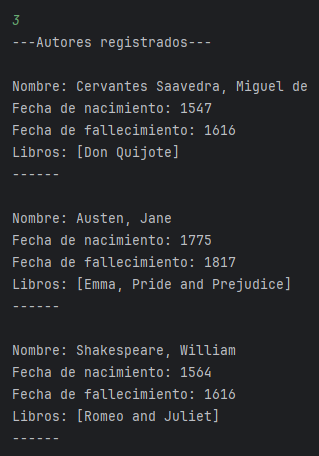 3
---Autores registrados---
Nombre: Cervantes Saavedra, Miguel de
Fecha de nacimiento: 1547
Fecha de fallecimiento: 1616
Libros: [Don Quijote]
------
Nombre: Austen, Jane
Fecha de nacimiento: 1775
Fecha de fallecimiento: 1817
Libros: [Emma, Pride and Prejudice]
------
Nombre: Shakespeare, William
Fecha de nacimiento: 1564
Fecha de fallecimiento: 1616
Libros: [Romeo and Juliet]
------